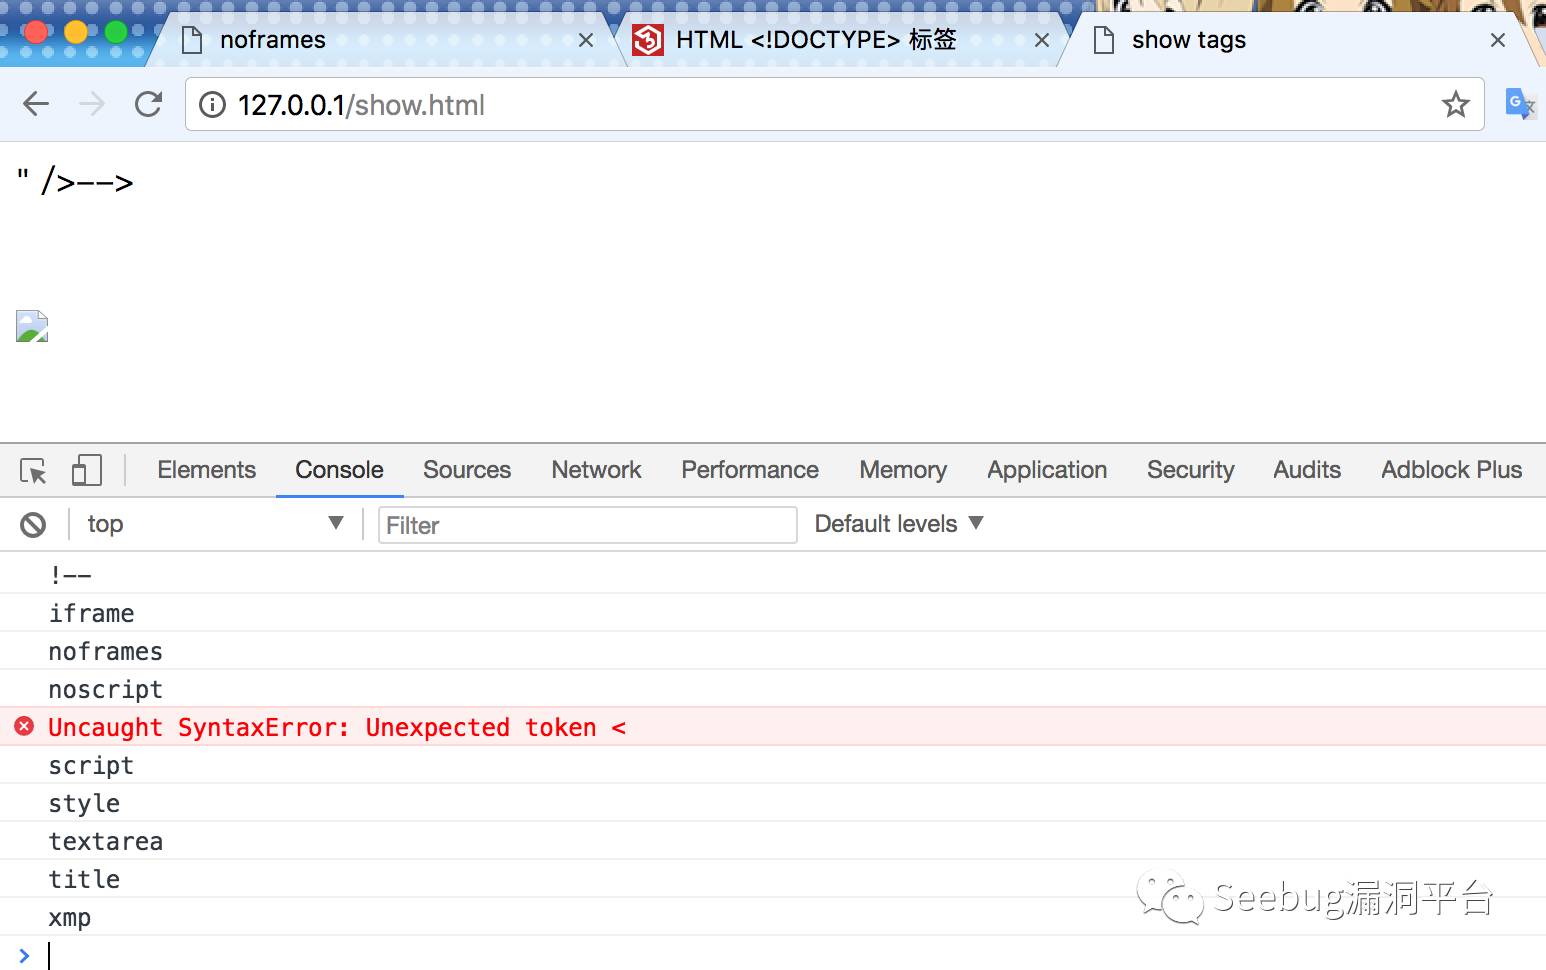 noframes
HTML <!DOCTYPE> 标签
show tags
127.0.0.1/show.html
" />-->
Elements Console Sources Network Performance Memory Application Security Audits Adblock Plus
top Filter Default levels
!--
iframe
noframes
noscript
Uncaught SyntaxError: Unexpected token <
script
style
textarea
title
xmp
Seebug漏洞平台